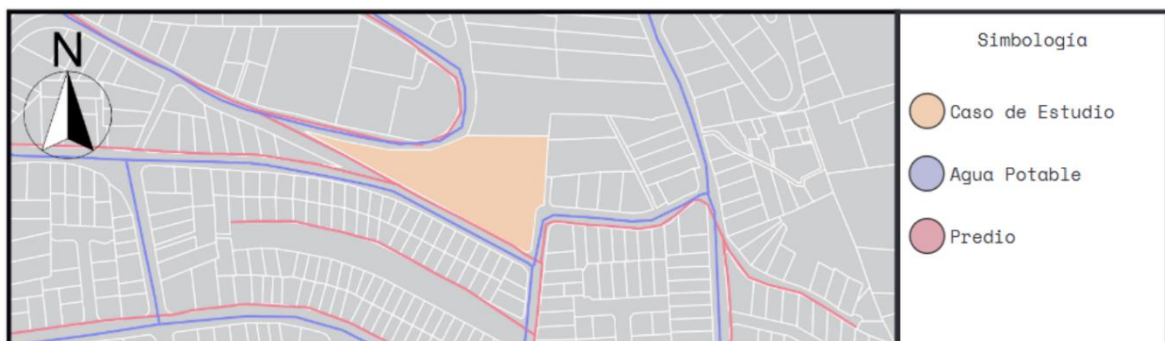 N
Simbología
Caso de Estudio
Agua Potable
Predio